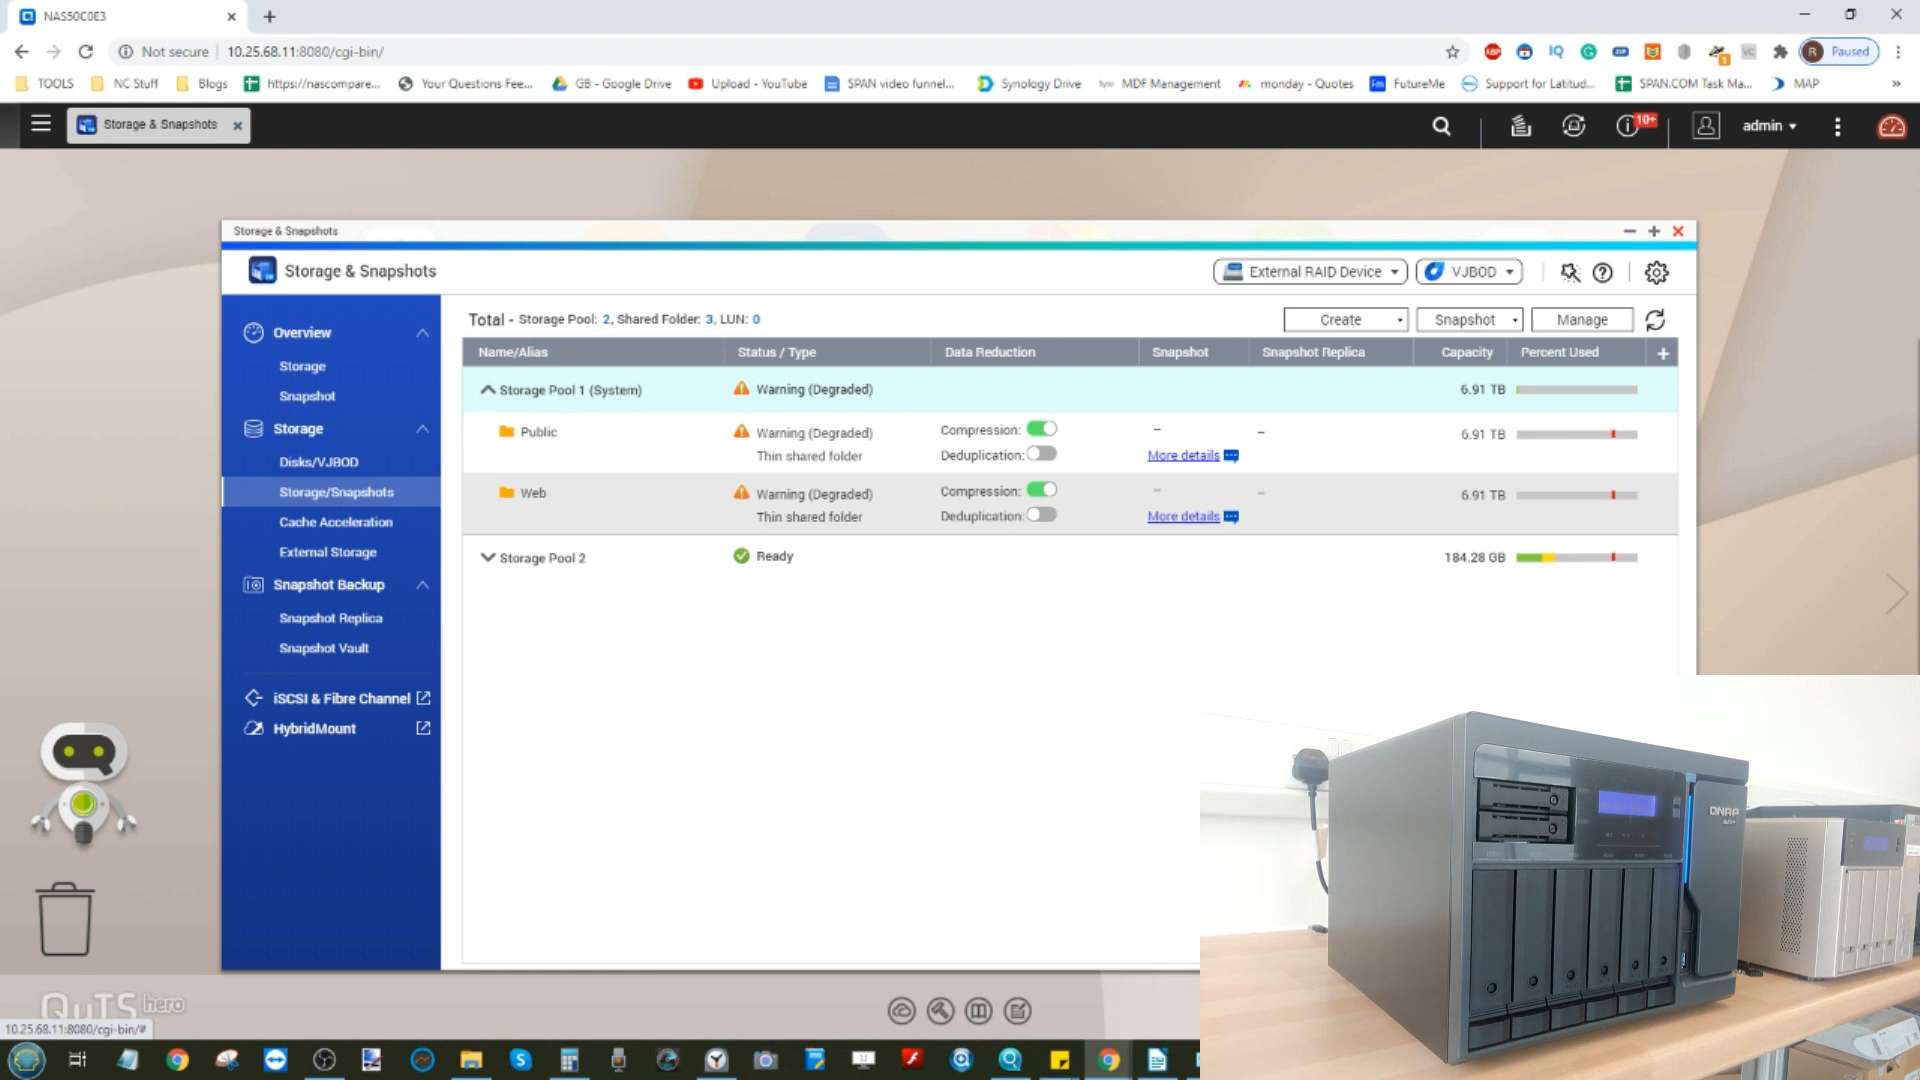 NAS50C0E3
Not secure 10.25.68.11:8080/cgi-bin/
Paused
TOOLS NC Stuff Blogs https://nascompare... Your Questions Fee... GB - Google Drive Upload - YouTube SPAN video funnel... Synology Drive MDF Management monday - Quotes FutureMe Support for Latitud... SPAN.COM Task Ma... MAP
Storage & Snapshots 10+ admin
Storage & Snapshots
Storage & Snapshots External RAID Device VJBOD
Overview
Storage
Snapshot
Storage
Disks/VJBOD
Storage/Snapshots
Cache Acceleration
External Storage
Snapshot Backup
Snapshot Replica
Snapshot Vault
iSCSI & Fibre Channel
HybridMount
Total - Storage Pool: 2, Shared Folder: 3, LUN: 0 Create Snapshot Manage
Name/Alias Status / Type Data Reduction Snapshot Snapshot Replica Capacity Percent Used
Storage Pool 1 (System) Warning (Degraded) 6.91 TB
Public Warning (Degraded) Compression: -- -- 6.91 TB
Thin shared folder Deduplication: More details
Web Warning (Degraded) Compression: -- -- 6.91 TB
Thin shared folder Deduplication: More details
Storage Pool 2 Ready 184.28 GB
QNAP
QuTS hero
10.25.68.11:8080/cgi-bin/#